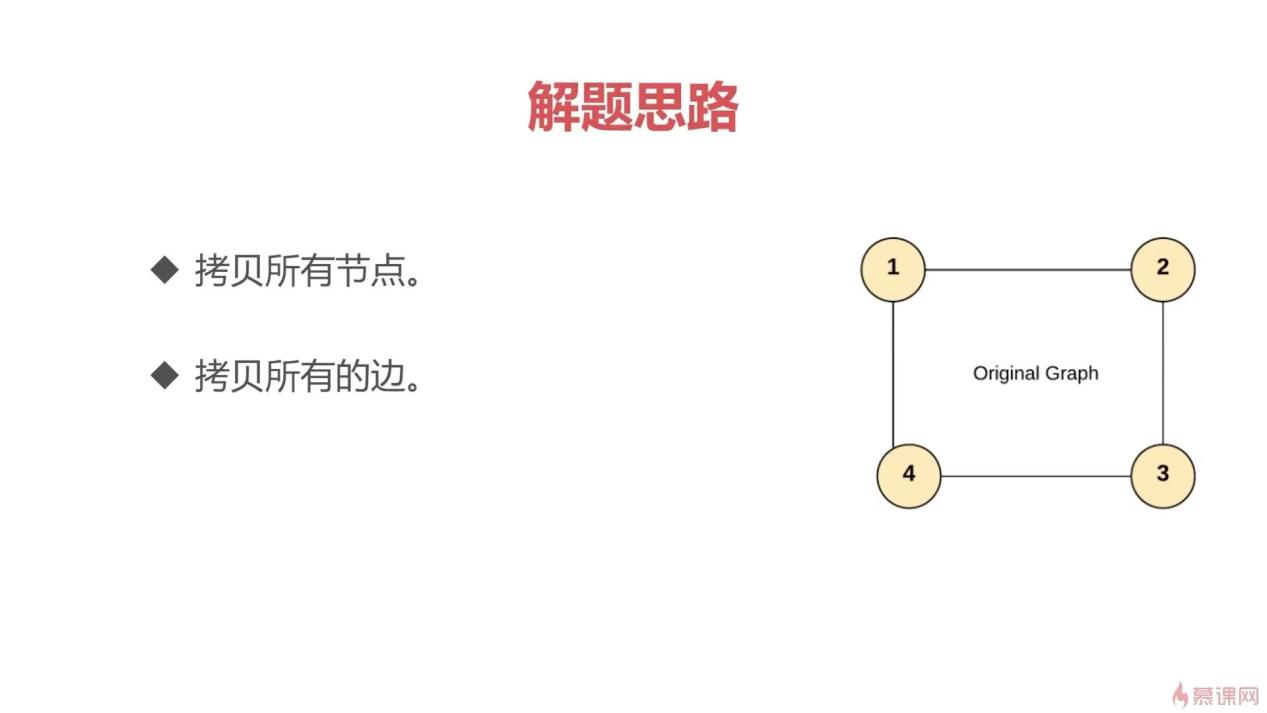 解题思路
◆ 拷贝所有节点。
◆ 拷贝所有的边。
1
2
Original Graph
4
3
慕课网